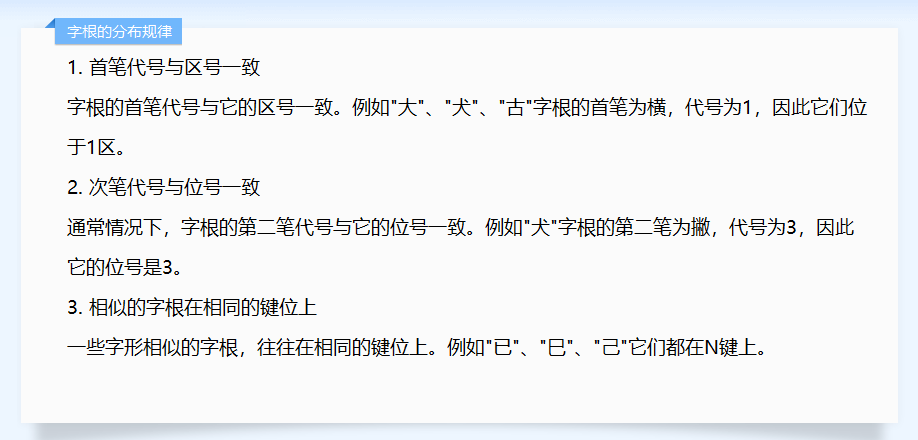 字根的分布规律
1. 首笔代号与区号一致
字根的首笔代号与它的区号一致。例如"大"、"犬"、"古"字根的首笔为横，代号为1，因此它们位
于1区。
2. 次笔代号与位号一致
通常情况下，字根的第二笔代号与它的位号一致。例如"犬"字根的第二笔为撇，代号为3，因此
它的位号是3。
3. 相似的字根在相同的键位上
一些字形相似的字根，往往在相同的键位上。例如"已"、"巳"、"己"它们都在N键上。